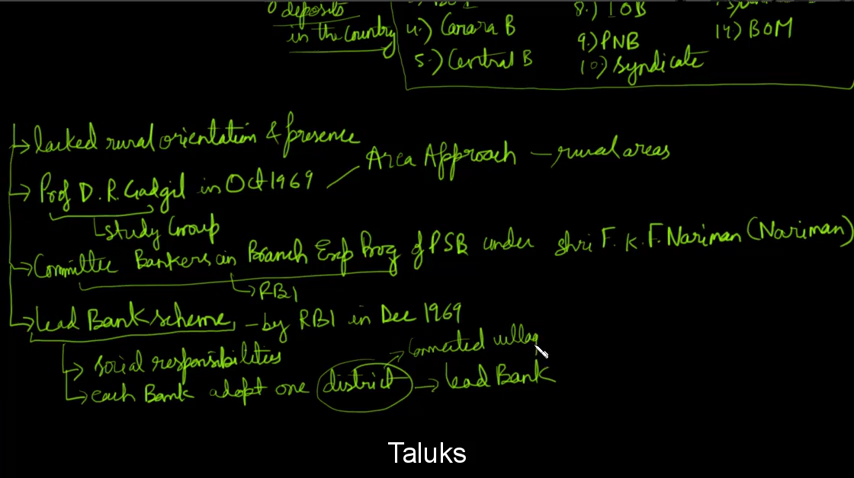 deposits
in the Country
4.) Canara B
5.) Central B
8.) IOB
9.) PNB
10.) Syndicate
14) BOM
lacked rural orientation & presence
Prof D.R. Gadgil in Oct 1969
Area Approach — rural areas
Study Group
Committee Bankers on Branch Exp Prog of PSB under Shri F. K. F. Nariman (Nariman)
RBI
Lead Bank scheme, - by RBI in Dec 1969
social responsibilities
connected villag
each Bank adopt one district → Lead Bank
Taluks